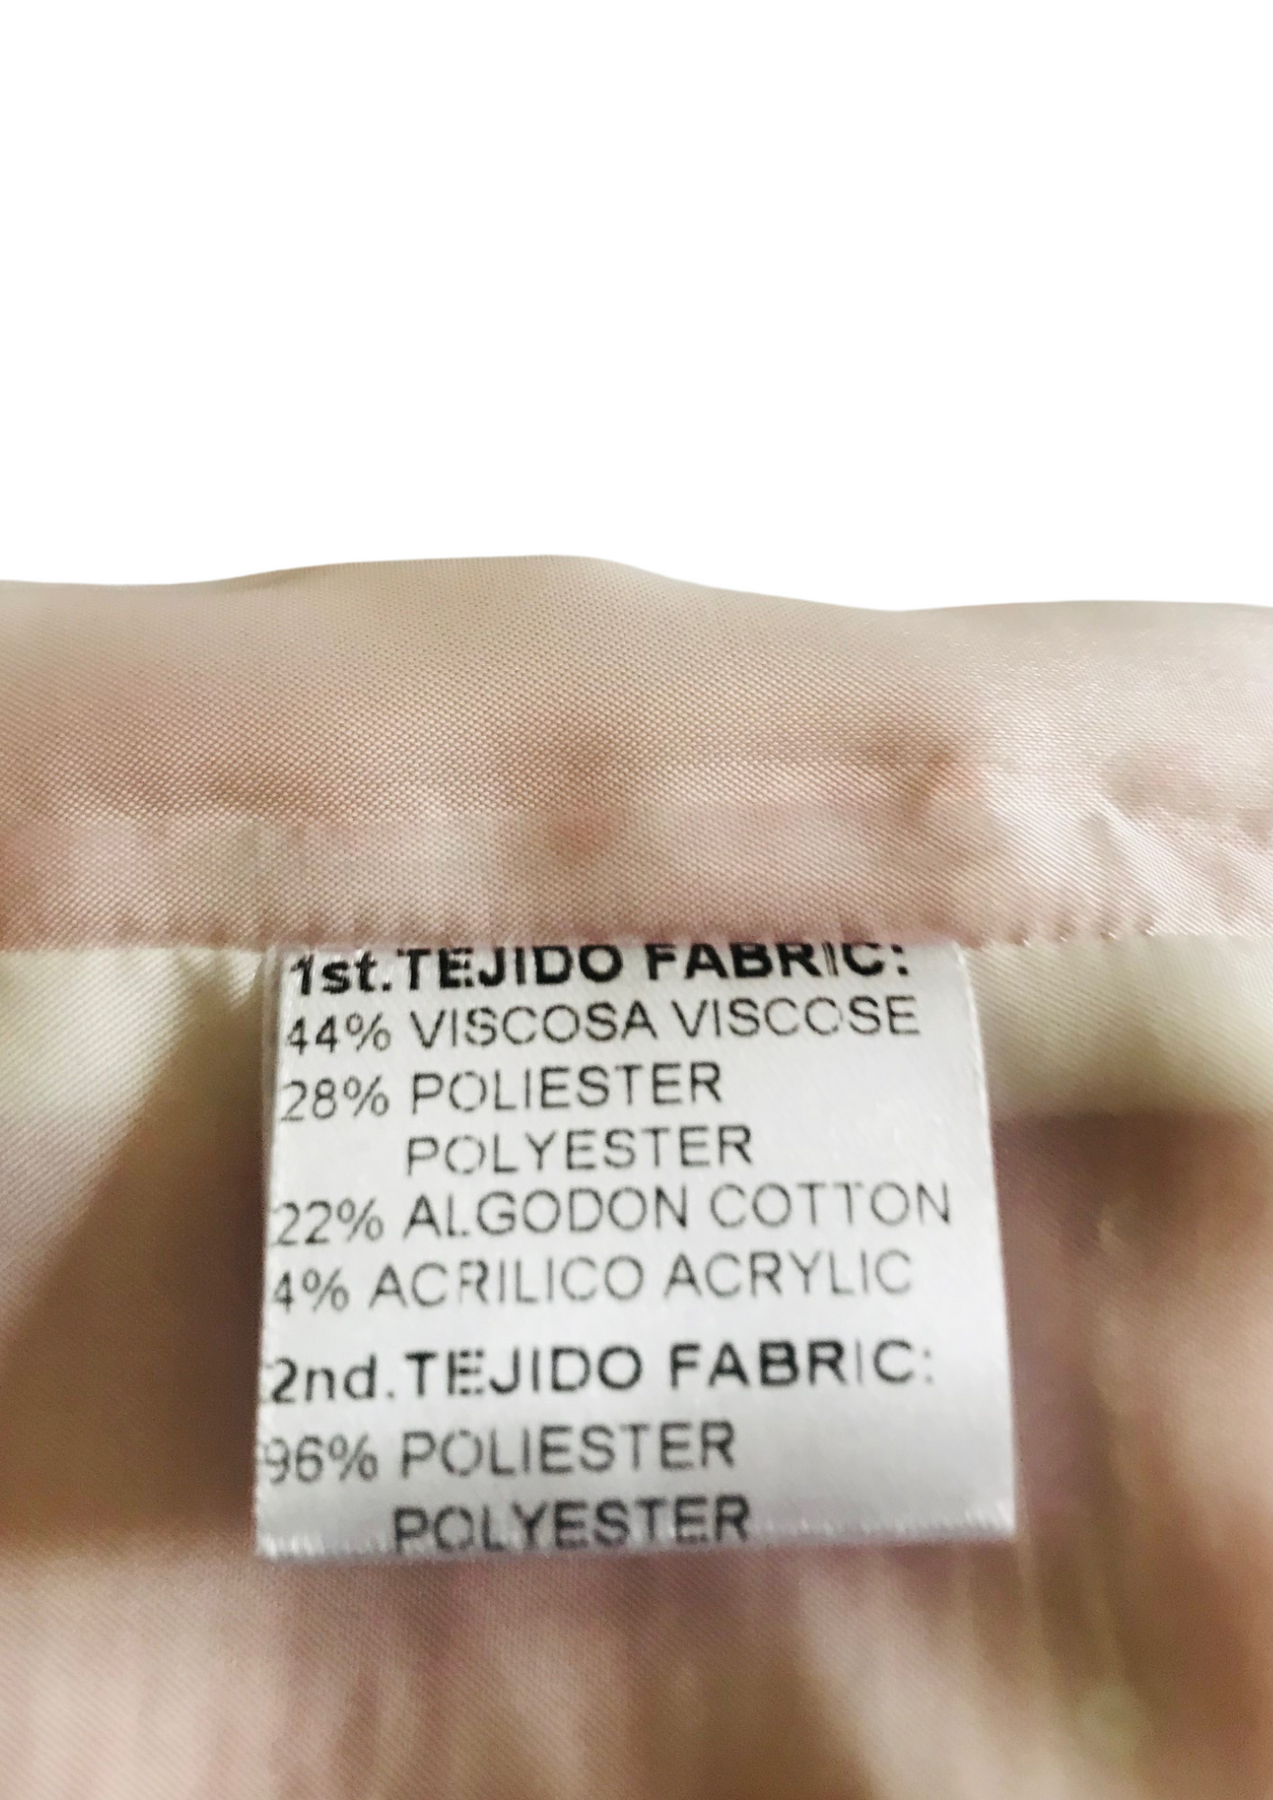 1st.TEJIDO FABRIC:
44% VISCOSA VISCOSE
28% POLIESTER
POLYESTER
22% ALGODON COTTON
4% ACRILICO ACRYLIC
2nd.TEJIDO FABRIC:
96% POLIESTER
POLYESTER